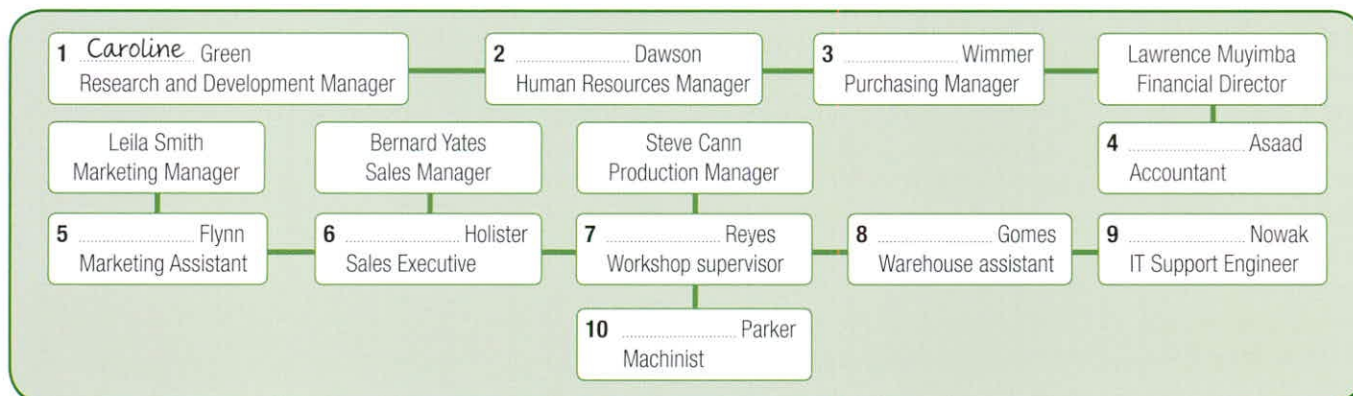 1 Caroline Green
Research and Development Manager
2 .................... Dawson
Human Resources Manager
3 .................... Wimmer
Purchasing Manager
Lawrence Muyimba
Financial Director
Leila Smith
Marketing Manager
Bernard Yates
Sales Manager
Steve Cann
Production Manager
4 .................... Asaad
Accountant
5 .................... Flynn
Marketing Assistant
6 .................... Holister
Sales Executive
7 .................... Reyes
Workshop supervisor
8 .................... Gomes
Warehouse assistant
9 .................... Nowak
IT Support Engineer
10 .................... Parker
Machinist